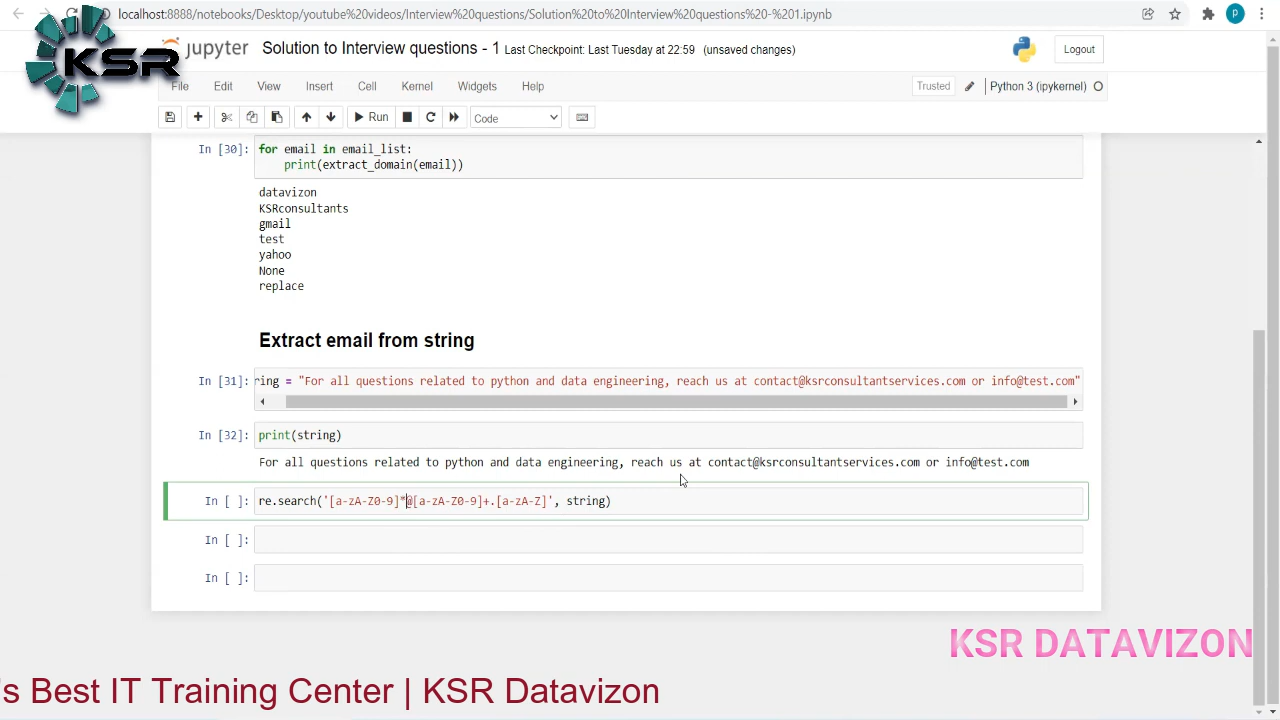 localhost:8888/notebooks/Desktop/youtube%20videos/Interview%20questions/Solution%20to%20Interview%20questions%20-%201.ipynb
p
KSR
jupyter Solution to Interview questions - 1 Last Checkpoint: Last Tuesday at 22:59 (unsaved changes)
Logout
File Edit View Insert Cell Kernel Widgets Help
Trusted Python 3 (ipykernel)
Run Code
In [30]: for email in email_list:
print(extract_domain(email))
datavizon
KSRconsultants
gmail
test
yahoo
None
replace
Extract email from string
In [31]: ring = "For all questions related to python and data engineering, reach us at contact@ksrconsultantservices.com or info@test.com"
In [32]: print(string)
For all questions related to python and data engineering, reach us at contact@ksrconsultantservices.com or info@test.com
In [ ]: re.search('[a-zA-Z0-9]*@[a-zA-Z0-9]+.[a-zA-Z]', string)
In [ ]:
In [ ]:
KSR DATAVIZON
's Best IT Training Center | KSR Datavizon